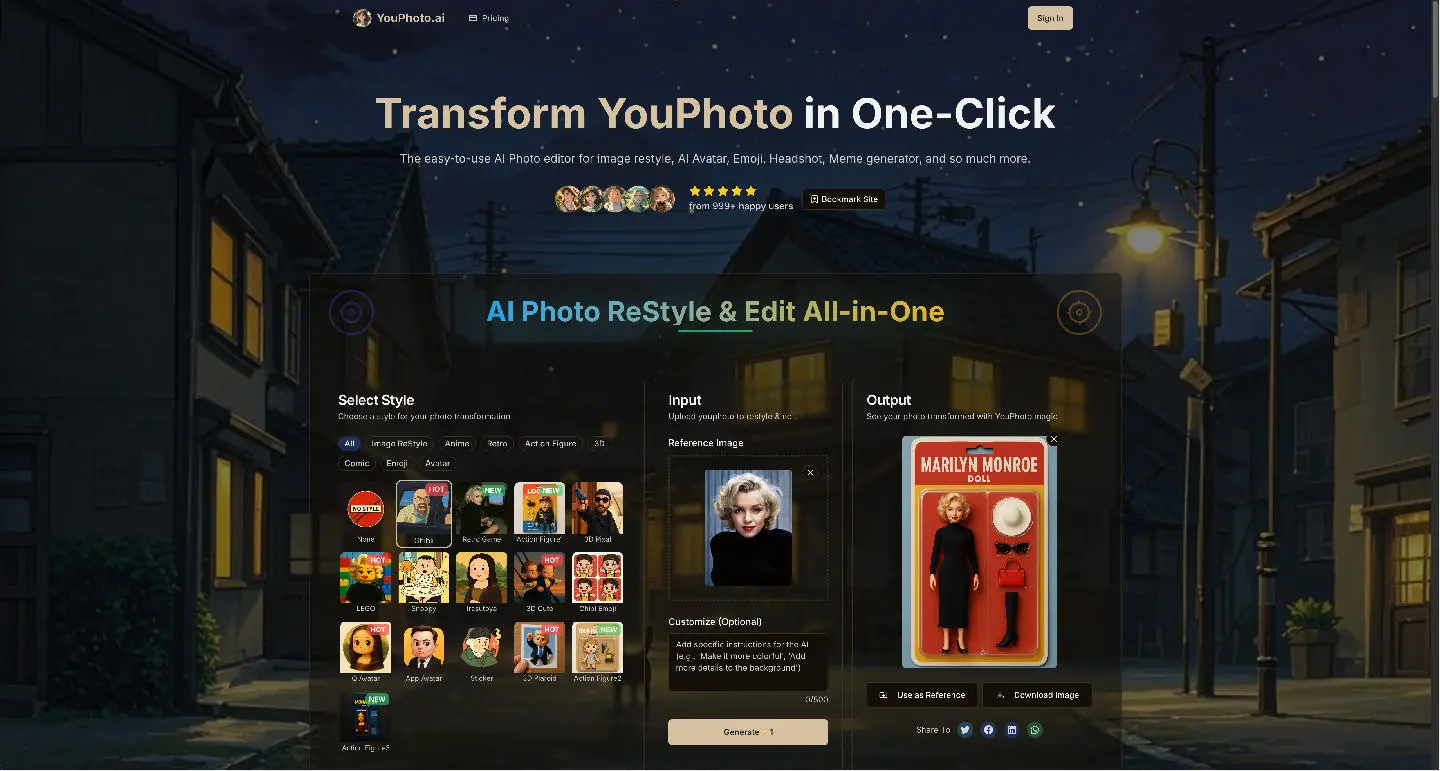 YouPhoto.ai
Pricing
Sign In
Transform YouPhoto in One-Click
The easy-to-use AI Photo editor for image restyle, AI Avatar, Emoji, Headshot, Meme generator, and so much more.
from 999+ happy users
Bookmark Site
AI Photo ReStyle & Edit All-in-One
Select Style
Choose a style for your photo transformation
All Image ReStyle Anime Retro Action Figure 3D
Comic Emoji Avatar
HOT NEW NEW
NO STYLE
None Ghibli Retro Game Action Figure1 3D Pixal
HOT HOT
LEGO Snoopy Irasutoya 3D Cute Chibi Emoji
HOT HOT NEW
Q Avatar App Avatar Sticker 3D Plaroid Action Figure2
NEW
Action Figure3
Input
Upload youphoto to restyle &
Reference Image
Customize (Optional)
Add specific instructions for the AI
(e.g., 'Make it more colorful', 'Add
more details to the background')
0/500
Generate 1
Output
See your photo transformed with YouPhoto magic
MARILYN MONROE
DOLL
Use as Reference
Download Image
Share To